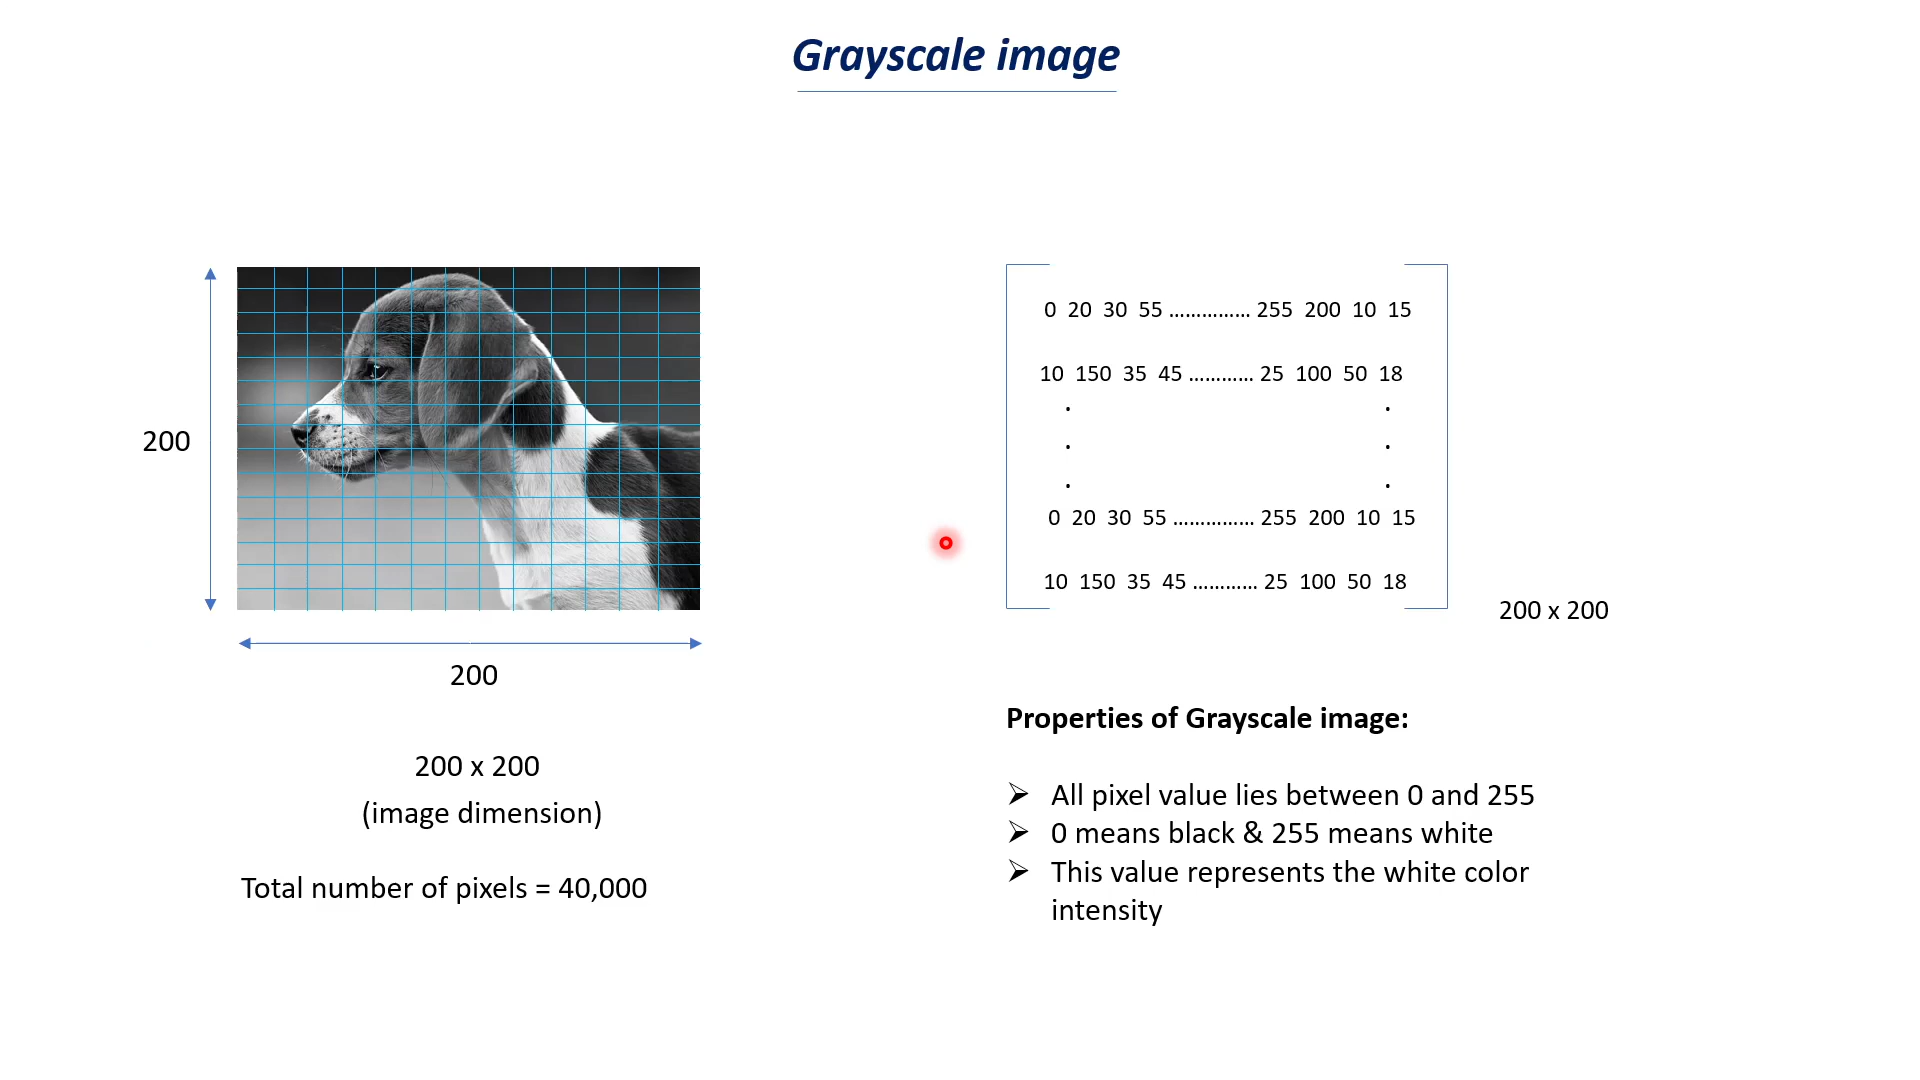 Grayscale image
200
200
200 x 200
(image dimension)
Total number of pixels = 40,000
0 20 30 55 ............... 255 200 10 15
10 150 35 45 ............ 25 100 50 18
. .
. .
. .
0 20 30 55 ............... 255 200 10 15
10 150 35 45 ............ 25 100 50 18
200 x 200
Properties of Grayscale image:
➢ All pixel value lies between 0 and 255
➢ 0 means black & 255 means white
➢ This value represents the white color
intensity